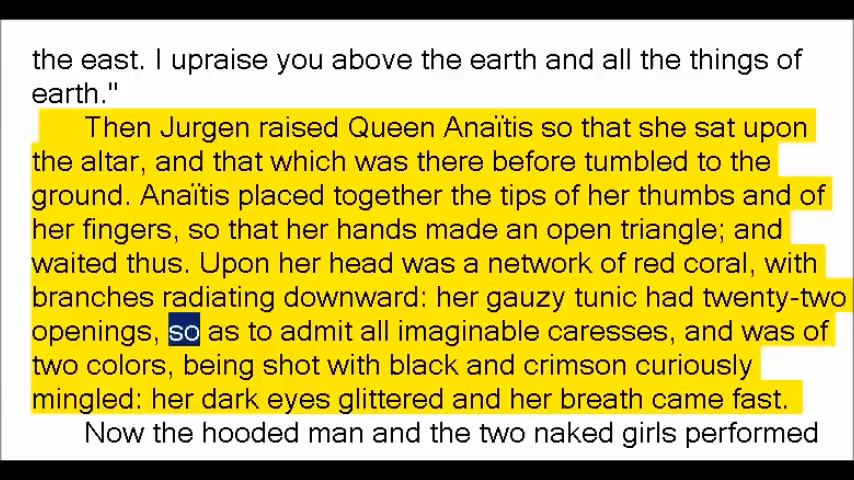 the east. I upraise you above the earth and all the things of
earth."
Then Jurgen raised Queen Anaïtis so that she sat upon
the altar, and that which was there before tumbled to the
ground. Anaïtis placed together the tips of her thumbs and of
her fingers, so that her hands made an open triangle; and
waited thus. Upon her head was a network of red coral, with
branches radiating downward: her gauzy tunic had twenty-two
openings, so as to admit all imaginable caresses, and was of
two colors, being shot with black and crimson curiously
mingled: her dark eyes glittered and her breath came fast.
Now the hooded man and the two naked girls performed